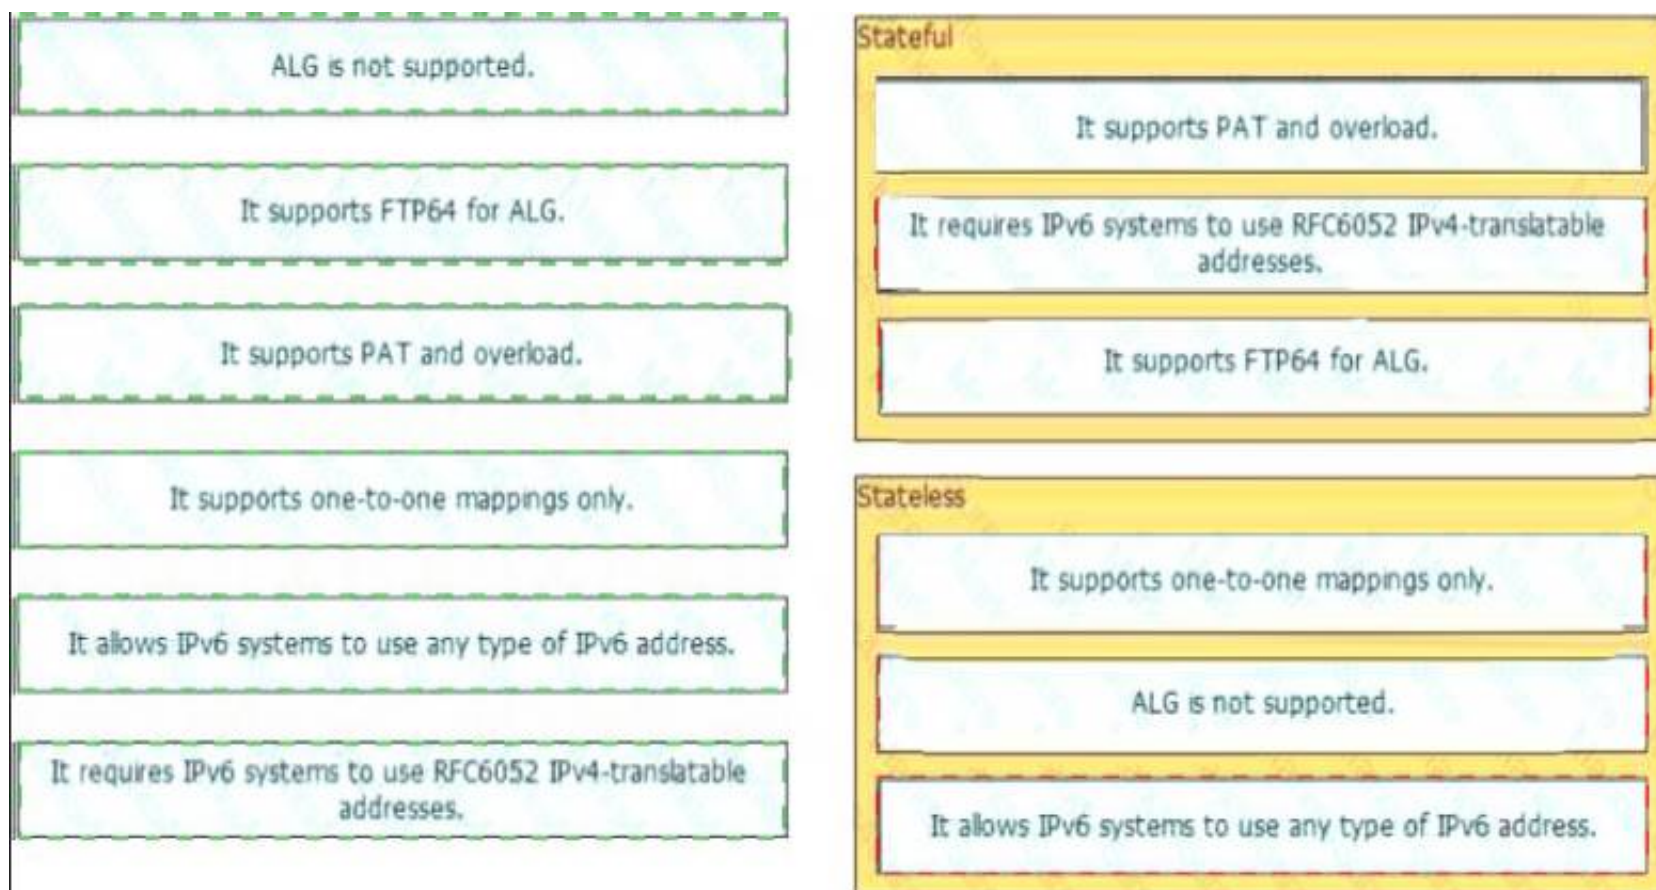 ALG is not supported.
It supports FTP64 for ALG.
It supports PAT and overload.
It supports one-to-one mappings only.
It allows IPv6 systems to use any type of IPv6 address.
It requires IPv6 systems to use RFC6052 IPv4-translatable
addresses.
Stateful
It supports PAT and overload.
It requires IPv6 systems to use RFC6052 IPv4-translatable
addresses.
It supports FTP64 for ALG.
Stateless
It supports one-to-one mappings only.
ALG is not supported.
It allows IPv6 systems to use any type of IPv6 address.